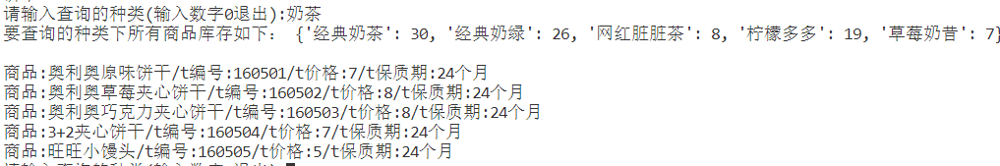 请输入查询的种类(输入数字0退出):奶茶
要查询的种类下所有商品库存如下： {'经典奶茶': 30, '经典奶绿': 26, '网红脏脏茶': 8, '柠檬多多': 19, '草莓奶昔': 7}
商品:奥利奥原味饼干/t编号:160501/t价格:7/t保质期:24个月
商品:奥利奥草莓夹心饼干/t编号:160502/t价格:8/t保质期:24个月
商品:奥利奥巧克力夹心饼干/t编号:160503/t价格:8/t保质期:24个月
商品:3+2夹心饼干/t编号:160504/t价格:7/t保质期:24个月
商品:旺旺小馒头/t编号:160505/t价格:5/t保质期:24个月